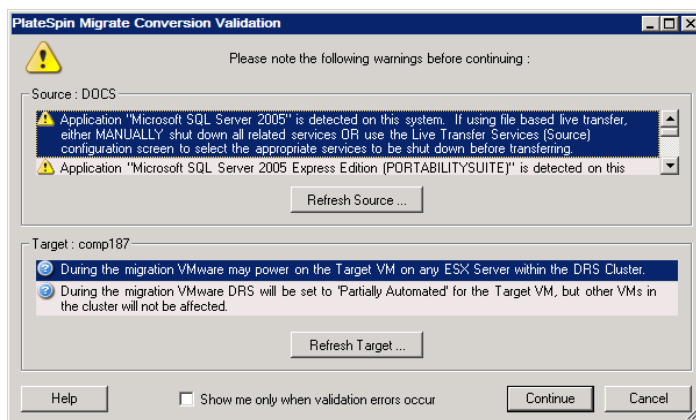 PlateSpin Migrate Conversion Validation
Please note the following warnings before continuing :
Source : DOCS
Application "Microsoft SQL Server 2005" is detected on this system. If using file based live transfer,
either MANUALLY shut down all related services OR use the Live Transfer Services (Source)
configuration screen to select the appropriate services to be shut down before transferring.
Application "Microsoft SQL Server 2005 Express Edition (PORTABILITYSUITE)" is detected on this
Refresh Source ...
Target : comp187
During the migration VMware may power on the Target VM on any ESX Server within the DRS Cluster.
During the migration VMware DRS will be set to 'Partially Automated' for the Target VM, but other VMs in
the cluster will not be affected.
Refresh Target ...
Help
Show me only when validation errors occur
Continue
Cancel